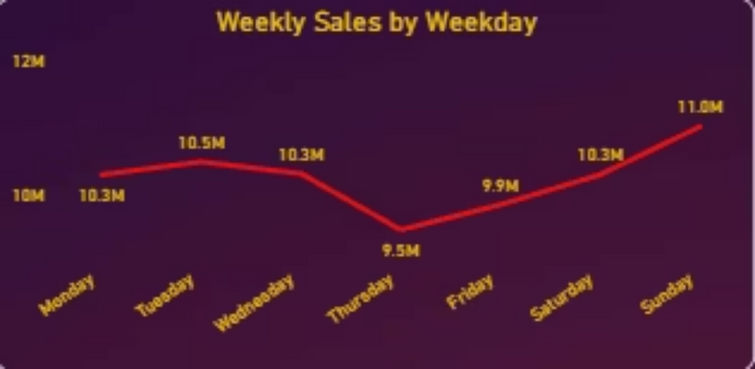 Weekly Sales by Weekday
12M
11.0M
10.5M
10.3M
10.3M
9.9M
10M
10.3M
9.5M
Monday
Tuesday
Wednesday
Thursday
Friday
Saturday
Sunday